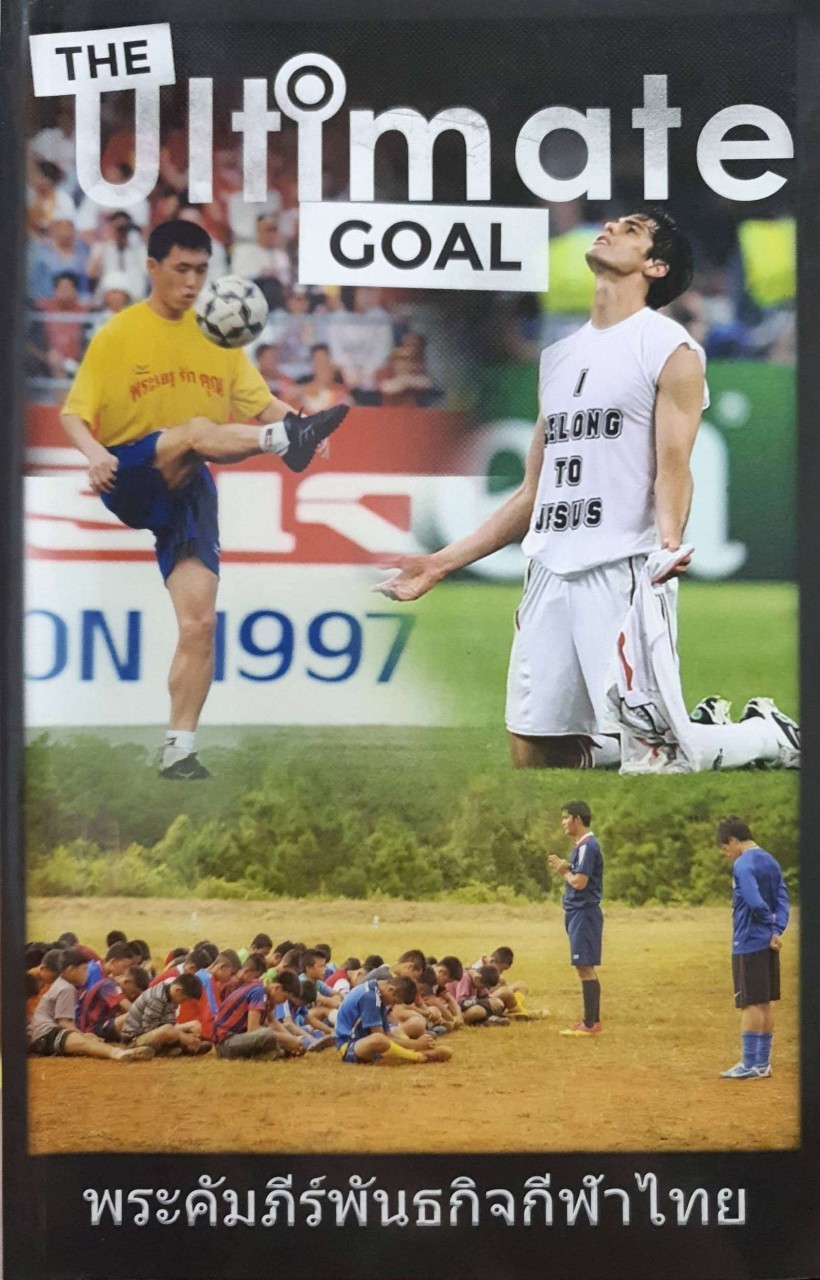 THE
Ultimate
GOAL
พระเยซู รัก คุณ
I
BELONG
TO
JESUS
ON 1997
พระคัมภีร์พันธกิจกีฬาไทย